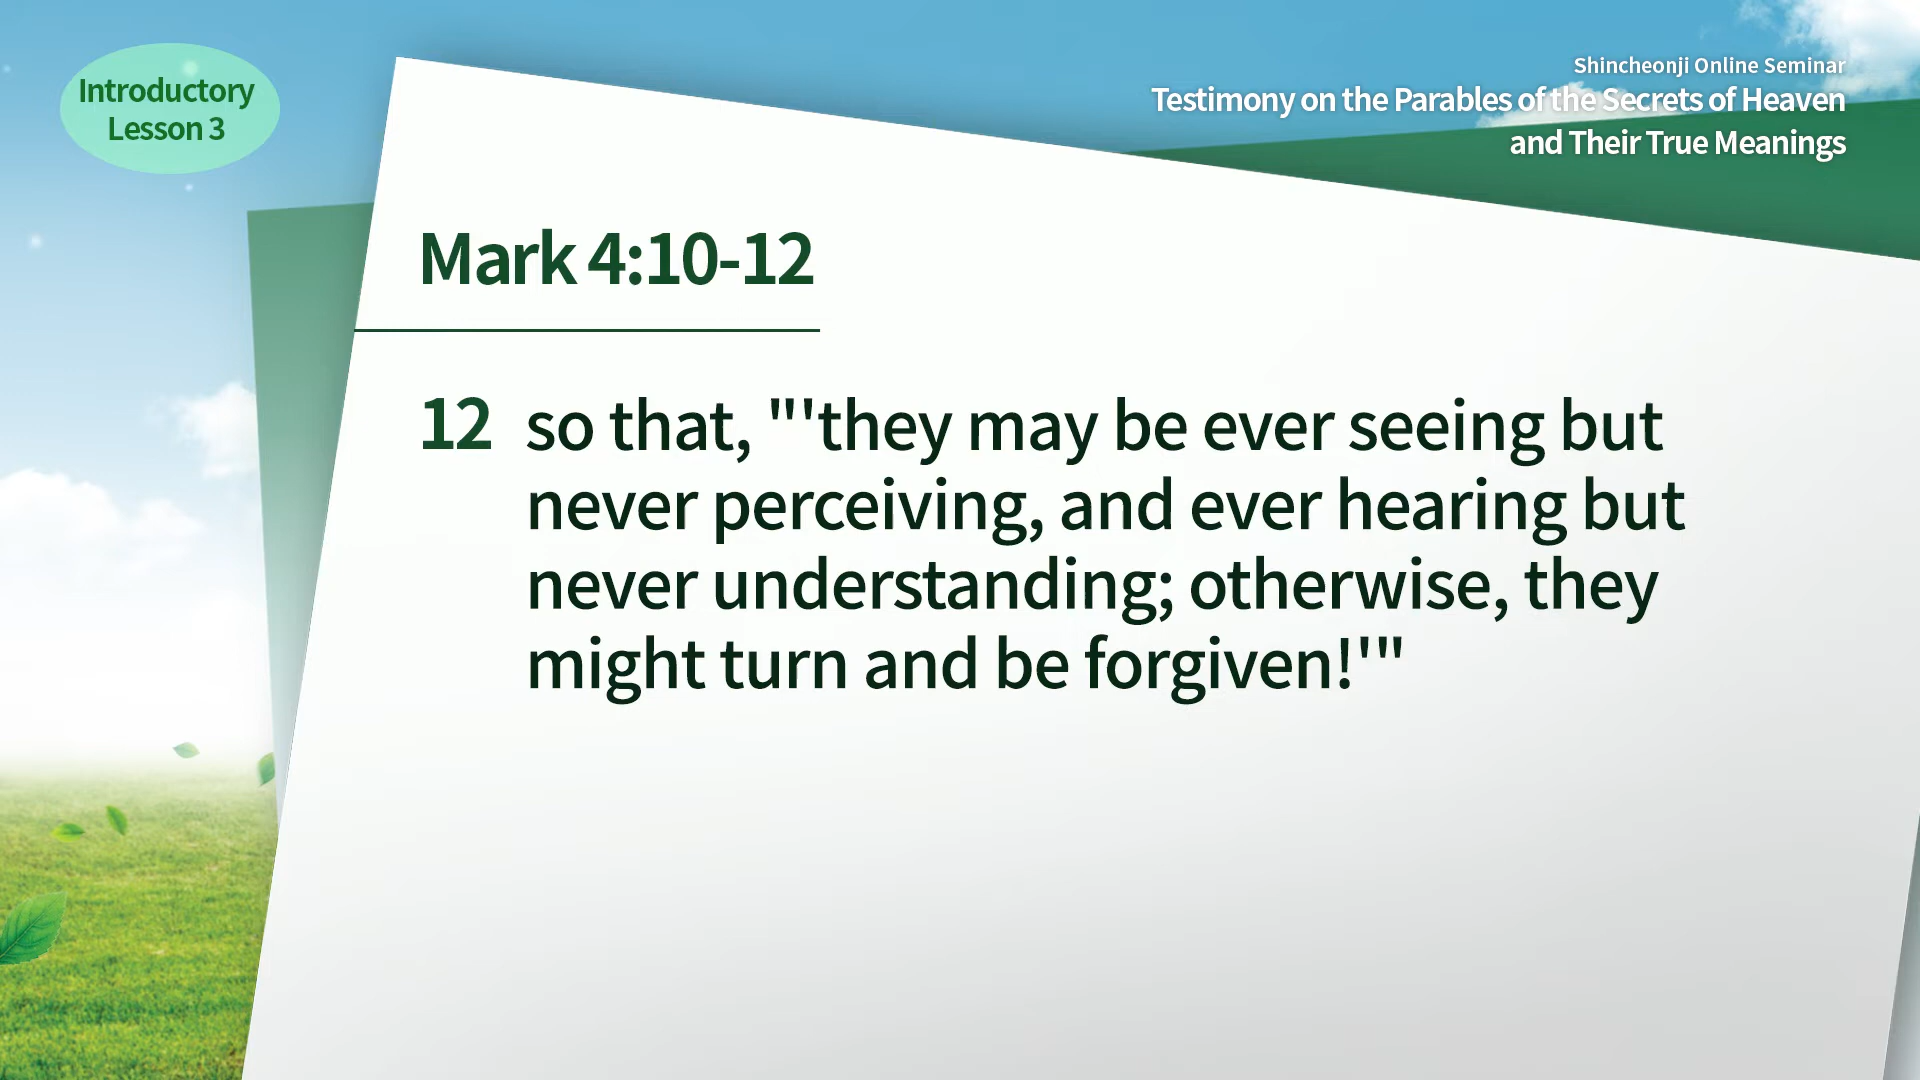 Introductory
Lesson 3
Shincheonji Online Seminar
Testimony on the Parables of the Secrets of Heaven
and Their True Meanings
Mark 4:10-12
12 so that, "'they may be ever seeing but
never perceiving, and ever hearing but
never understanding; otherwise, they
might turn and be forgiven!'"